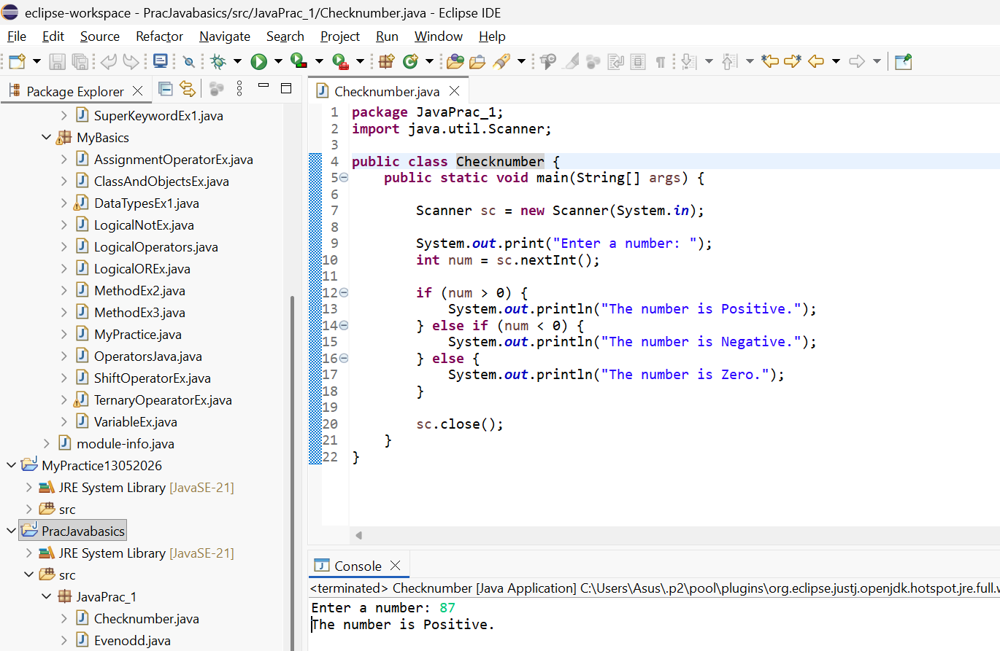 eclipse-workspace - PracJavabasics/src/JavaPrac_1/Checknumber.java - Eclipse IDE
File Edit Source Refactor Navigate Search Project Run Window Help
Package Explorer
SuperKeywordEx1.java
MyBasics
AssignmentOperatorEx.java
ClassAndObjectsEx.java
DataTypesEx1.java
LogicalNotEx.java
LogicalOperators.java
LogicalOREx.java
MethodEx2.java
MethodEx3.java
MyPractice.java
OperatorsJava.java
ShiftOperatorEx.java
TernaryOpearatorEx.java
VariableEx.java
module-info.java
MyPractice13052026
JRE System Library [JavaSE-21]
src
PracJavabasics
JRE System Library [JavaSE-21]
src
JavaPrac_1
Checknumber.java
Evenodd.java
Checknumber.java
1 package JavaPrac_1;
2 import java.util.Scanner;
3
4 public class Checknumber {
5     public static void main(String[] args) {
6
7         Scanner sc = new Scanner(System.in);
8
9         System.out.print("Enter a number: ");
10         int num = sc.nextInt();
11
12         if (num > 0) {
13             System.out.println("The number is Positive.");
14         } else if (num < 0) {
15             System.out.println("The number is Negative.");
16         } else {
17             System.out.println("The number is Zero.");
18         }
19
20         sc.close();
21     }
22 }
Console
<terminated> Checknumber [Java Application] C:\Users\Asus\.p2\pool\plugins\org.eclipse.justj.openjdk.hotspot.jre.full.w
Enter a number: 87
The number is Positive.